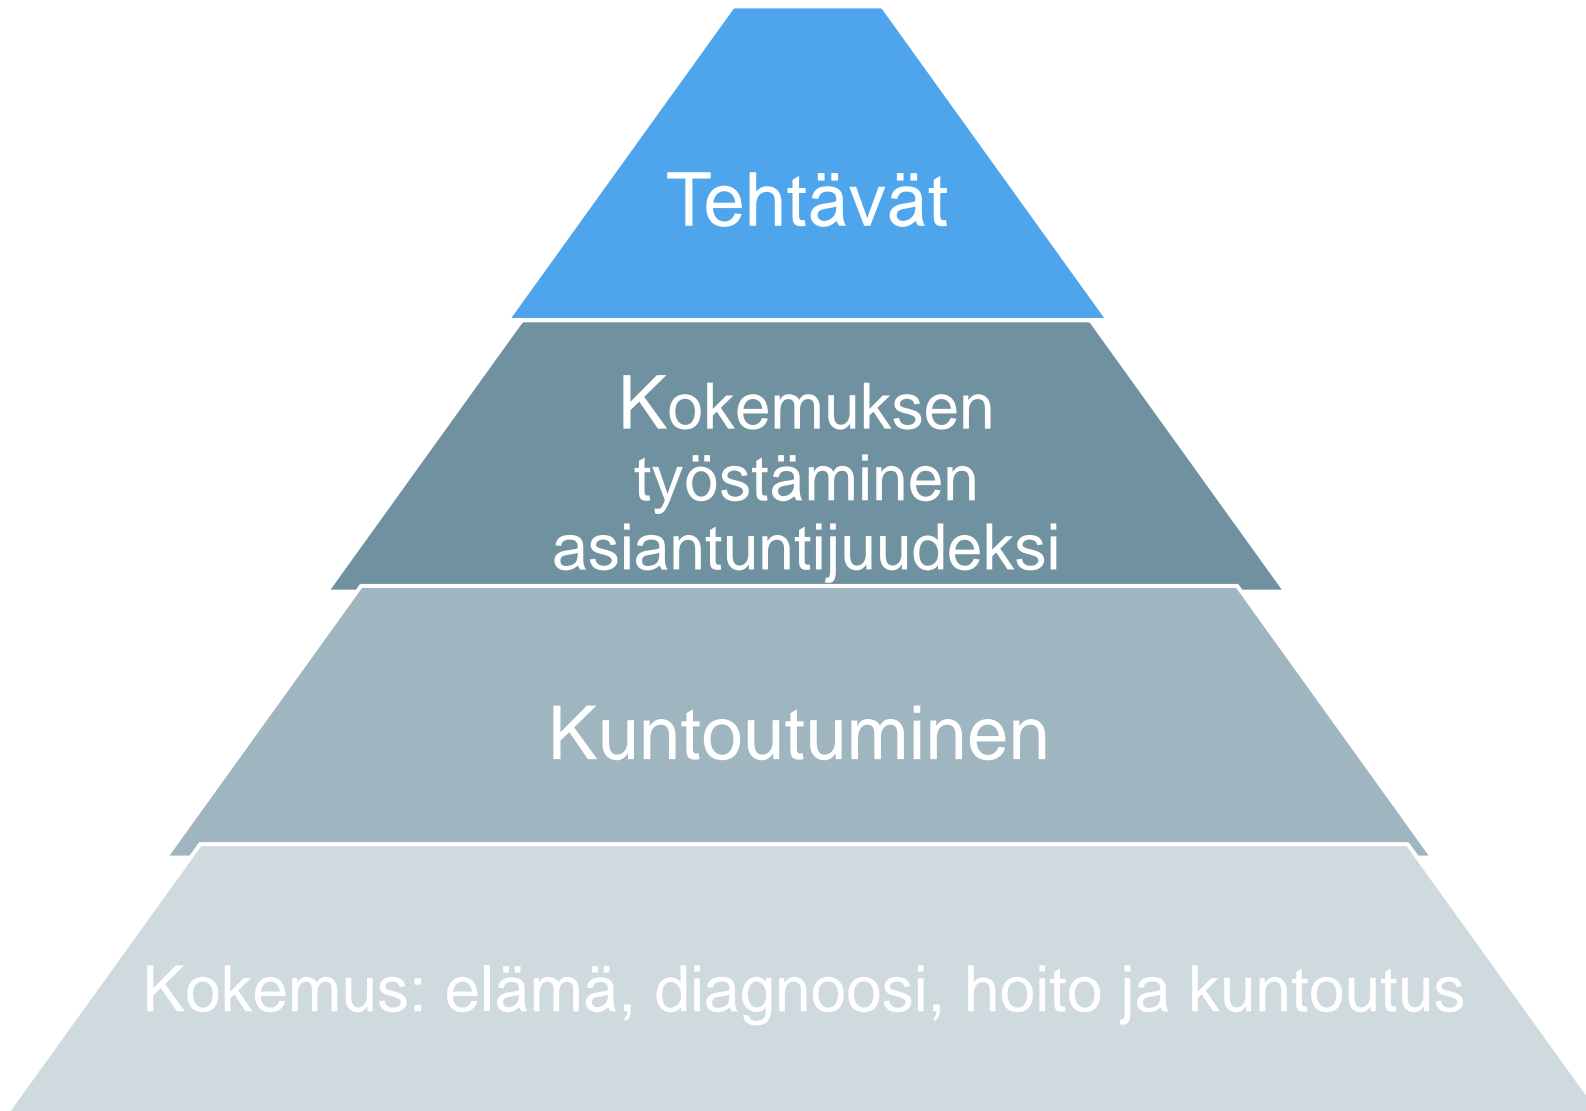 Tehtävät
Kokemuksen
työstäminen
asiantuntijuudeksi
Kuntoutuminen
Kokemus: elämä, diagnoosi, hoito ja kuntoutus